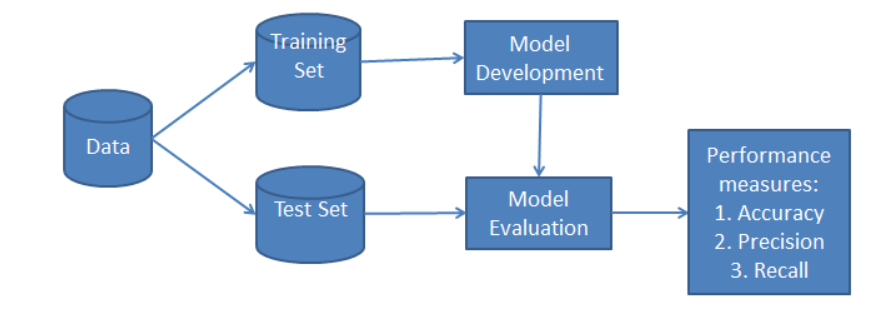 Data
Training
Set
Test Set
Model
Development
Model
Evaluation
Performance
measures:
1. Accuracy
2. Precision
3. Recall